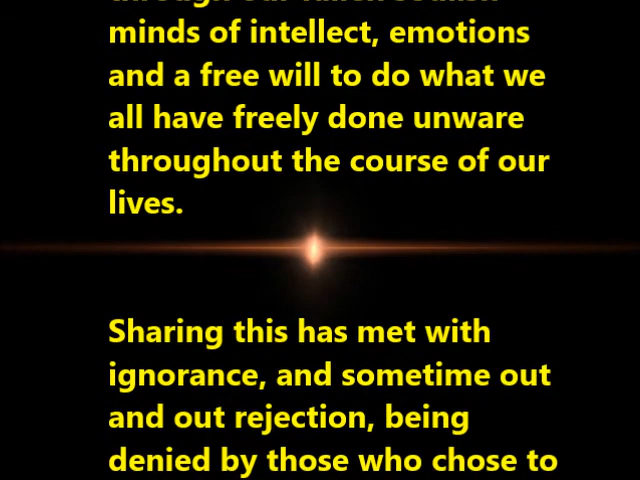 minds of intellect, emotions
and a free will to do what we
all have freely done unware
throughout the course of our
lives.
Sharing this has met with
ignorance, and sometime out
and out rejection, being
denied by those who chose to